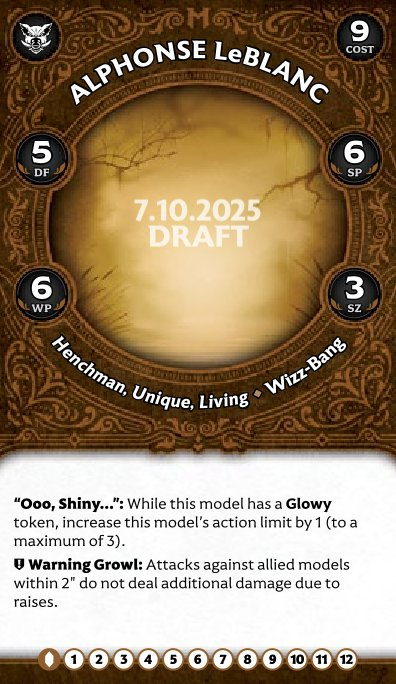 9
COST
ALPHONSE LeBLANC
5
DF
6
SP
7.10.2025
DRAFT
6
WP
3
SZ
Henchman, Unique, Living ◆ Wizz-Bang
“Ooo, Shiny...”: While this model has a Glowy
token, increase this model’s action limit by 1 (to a
maximum of 3).
Warning Growl: Attacks against allied models
within 2" do not deal additional damage due to
raises.
1 2 3 4 5 6 7 8 9 10 11 12